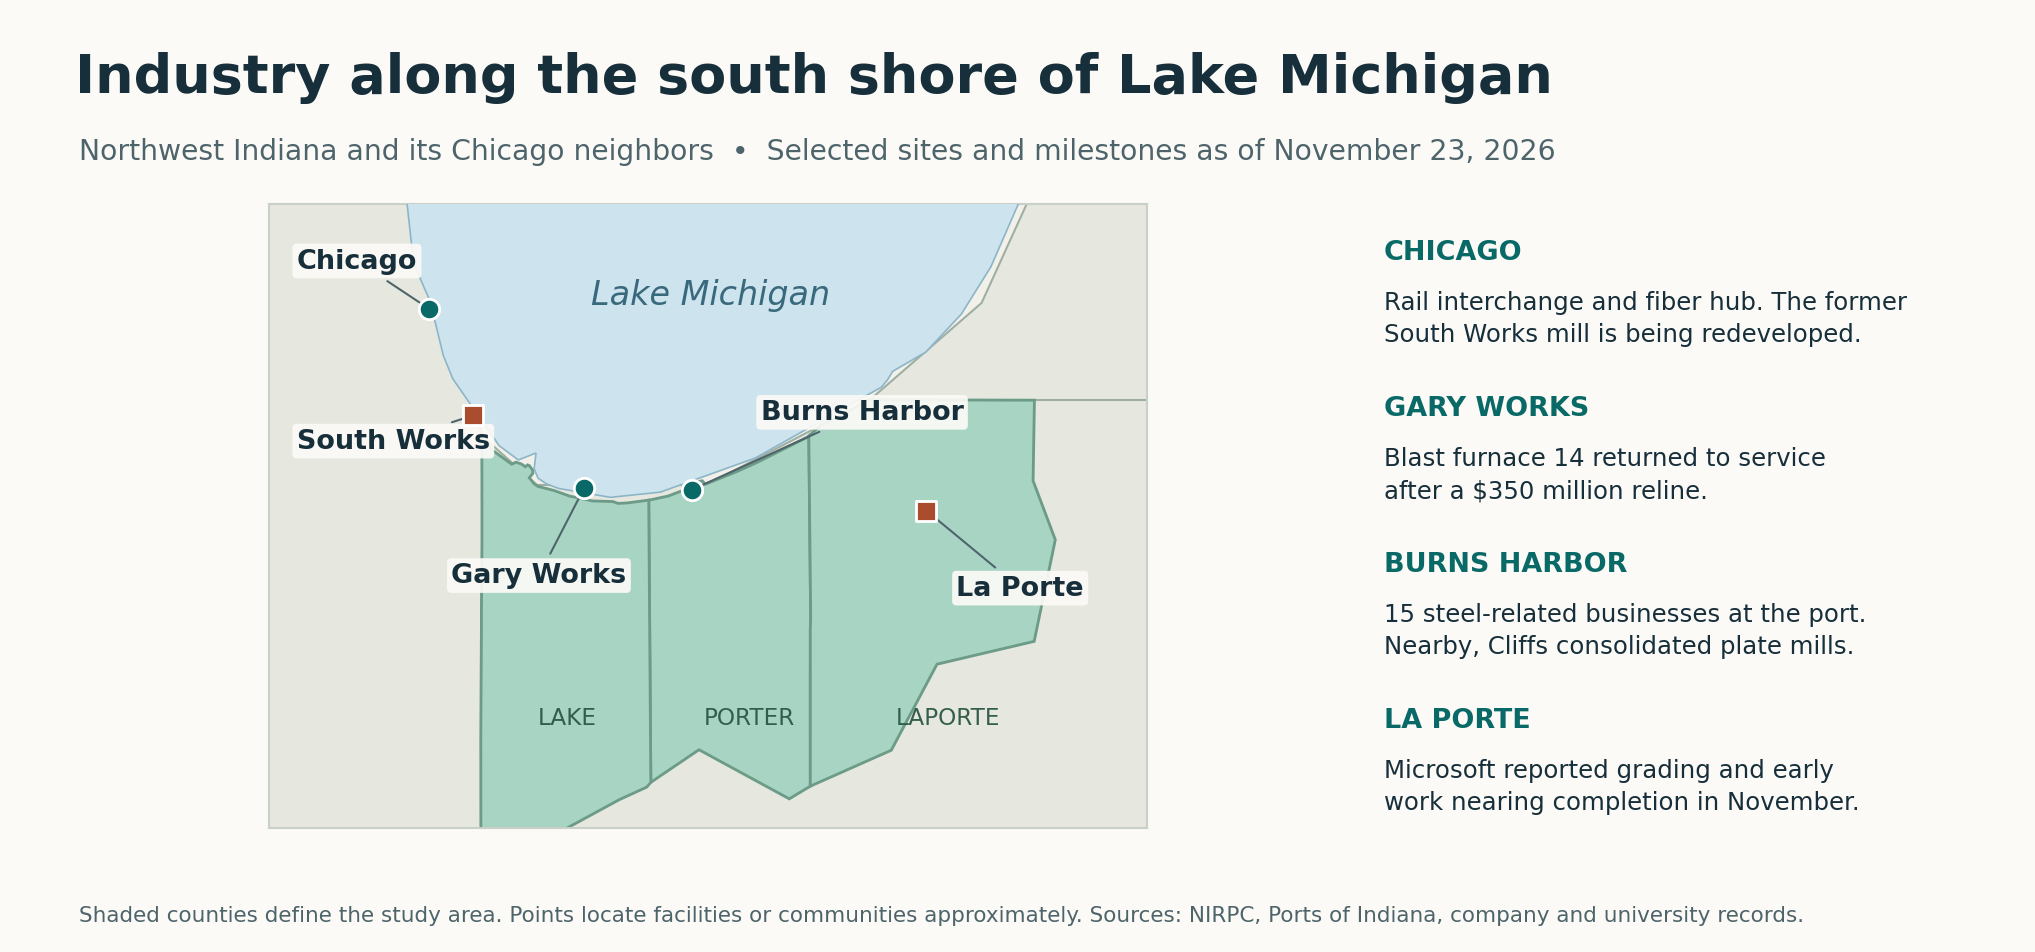 Industry along the south shore of Lake Michigan
Northwest Indiana and its Chicago neighbors • Selected sites and milestones as of November 23, 2026
Chicago
Lake Michigan
Burns Harbor
South Works
Gary Works
La Porte
LAKE
PORTER
LAPORTE
CHICAGO
Rail interchange and fiber hub. The former
South Works mill is being redeveloped.
GARY WORKS
Blast furnace 14 returned to service
after a $350 million reline.
BURNS HARBOR
15 steel-related businesses at the port.
Nearby, Cliffs consolidated plate mills.
LA PORTE
Microsoft reported grading and early
work nearing completion in November.
Shaded counties define the study area. Points locate facilities or communities approximately. Sources: NIRPC, Ports of Indiana, company and university records.